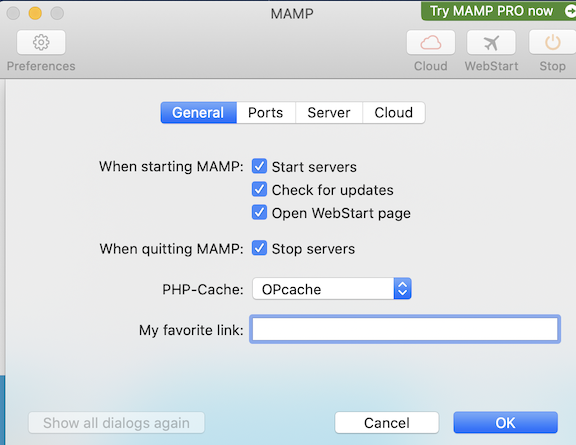 MAMP
Try MAMP PRO now
Preferences
Cloud
WebStart
Stop
General
Ports
Server
Cloud
When starting MAMP:
Start servers
Check for updates
Open WebStart page
When quitting MAMP:
Stop servers
PHP-Cache:
OPcache
My favorite link:
Show all dialogs again
Cancel
OK